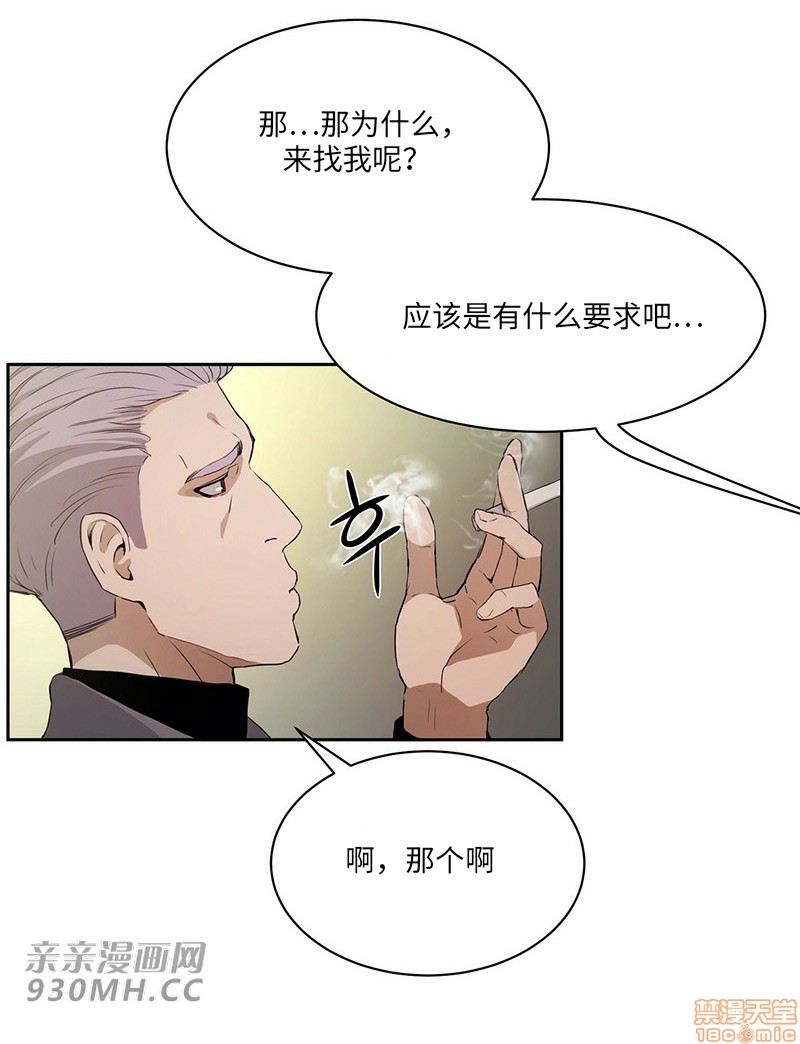 那...那为什么，
来找我呢？
应该是有什么要求吧...
후
啊，那个啊
亲亲漫画网
930MH.CC
禁漫天堂
18comic